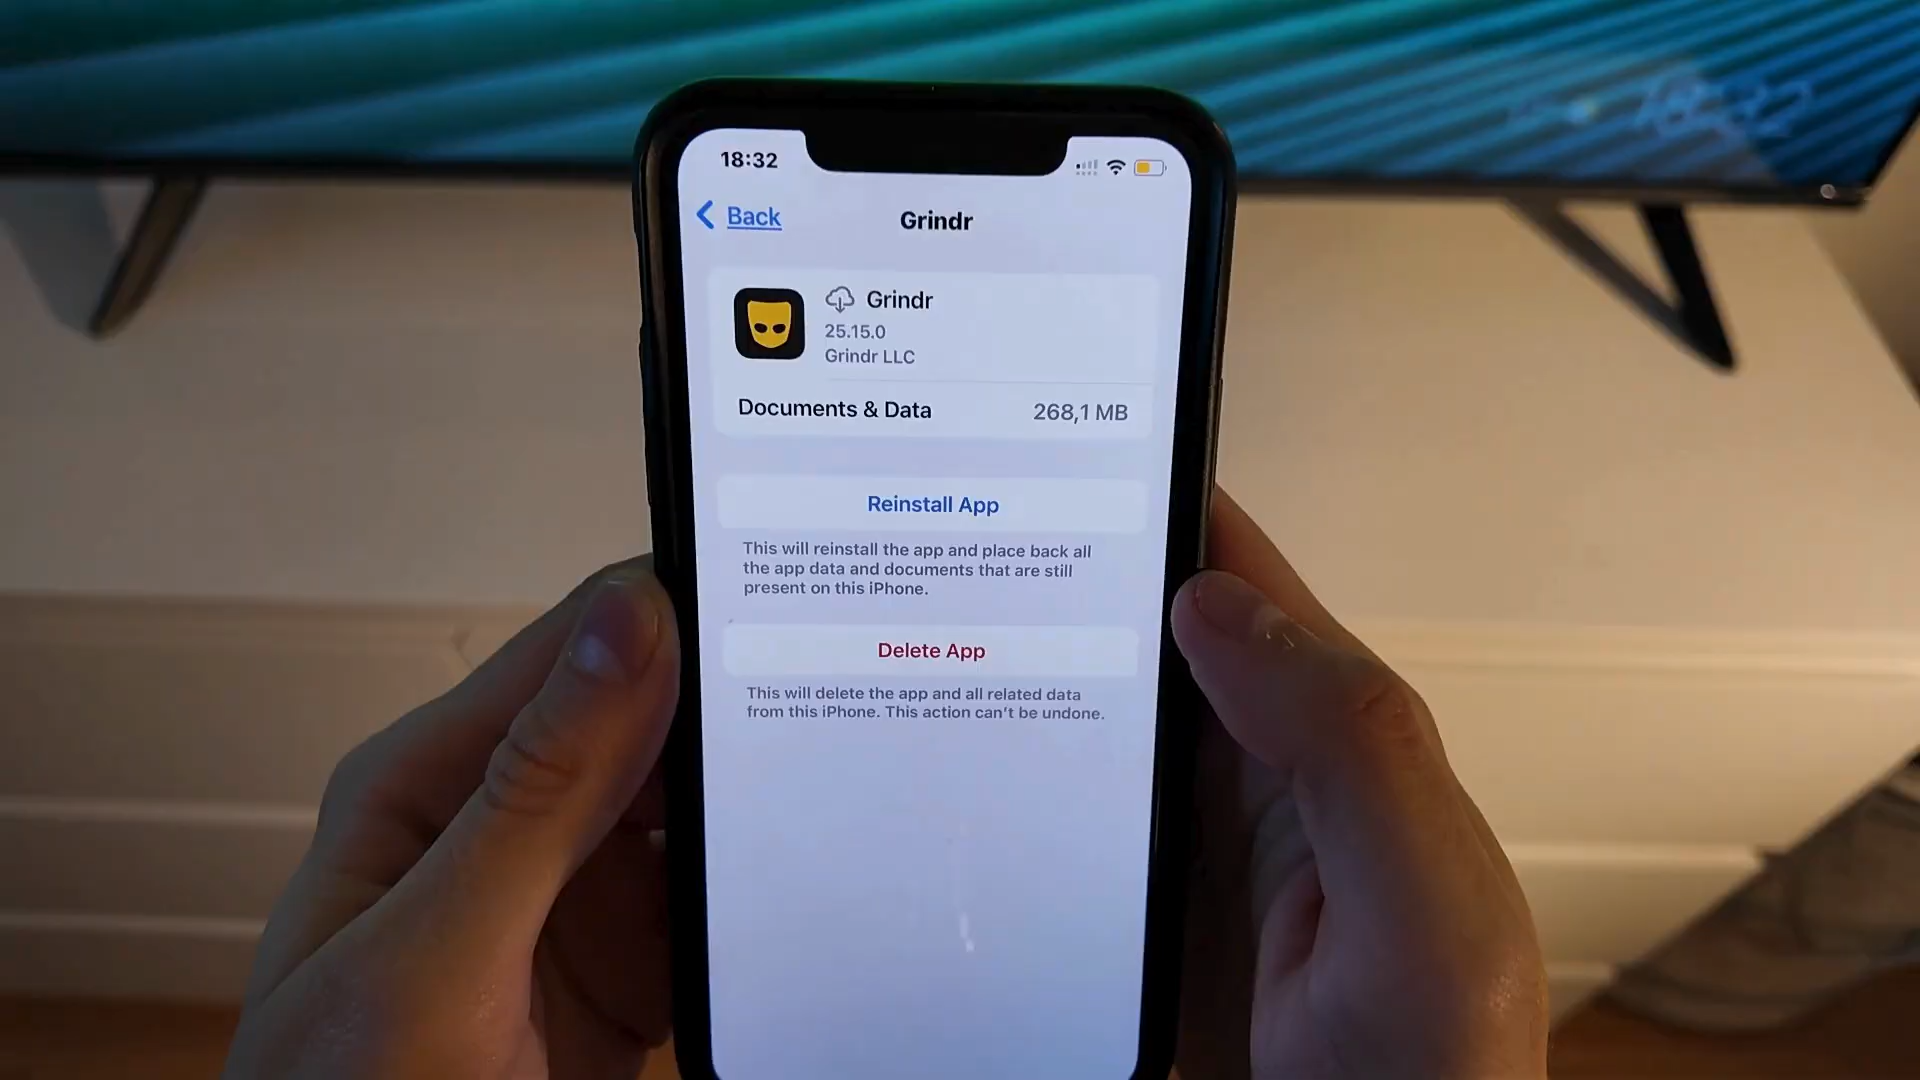 18:32
Back
Grindr
Grindr
25.15.0
Grindr LLC
Documents & Data 268,1 MB
Reinstall App
This will reinstall the app and place back all
the app data and documents that are still
present on this iPhone.
Delete App
This will delete the app and all related data
from this iPhone. This action can't be undone.
18:32